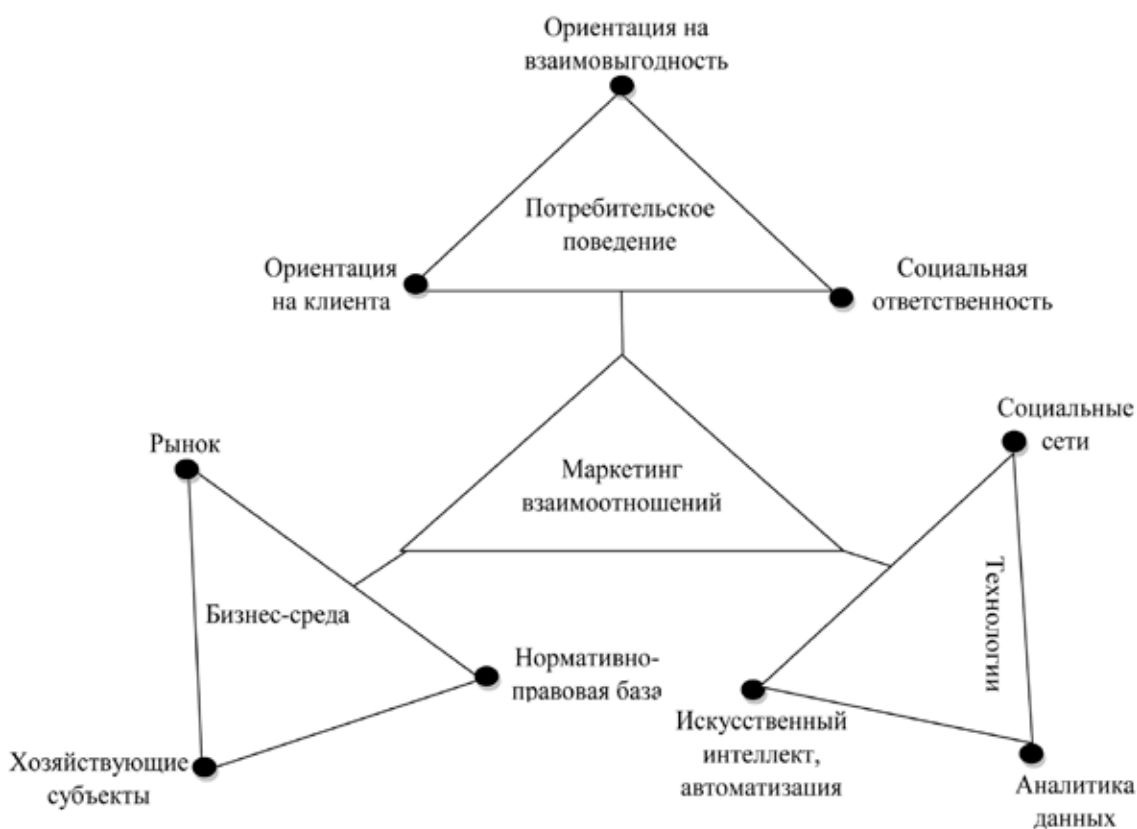 Ориентация на
взаимовыгодность
Потребительское
поведение
Ориентация
на клиента
Социальная
ответственность
Социальные
сети
Рынок
Маркетинг
взаимоотношений
Технологии
Бизнес-среда
Нормативно-
правовая база
Искусственный
интеллект,
автоматизация
Хозяйствующие
субъекты
Аналитика
данных